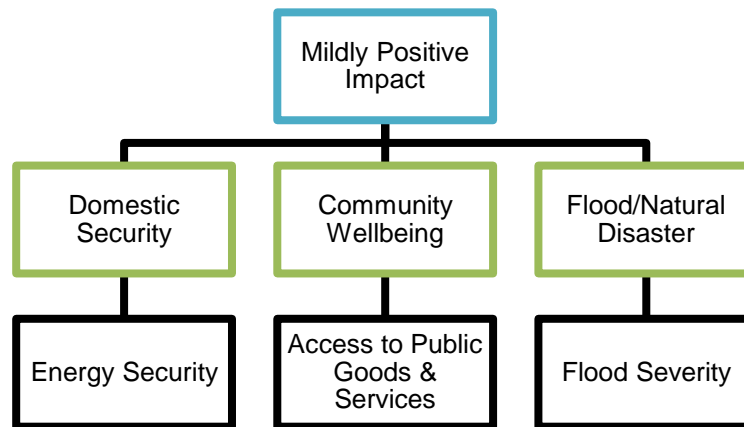 Mildly Positive
Impact
Domestic
Security
Community
Wellbeing
Flood/Natural
Disaster
Energy Security
Access to Public
Goods &
Services
Flood Severity